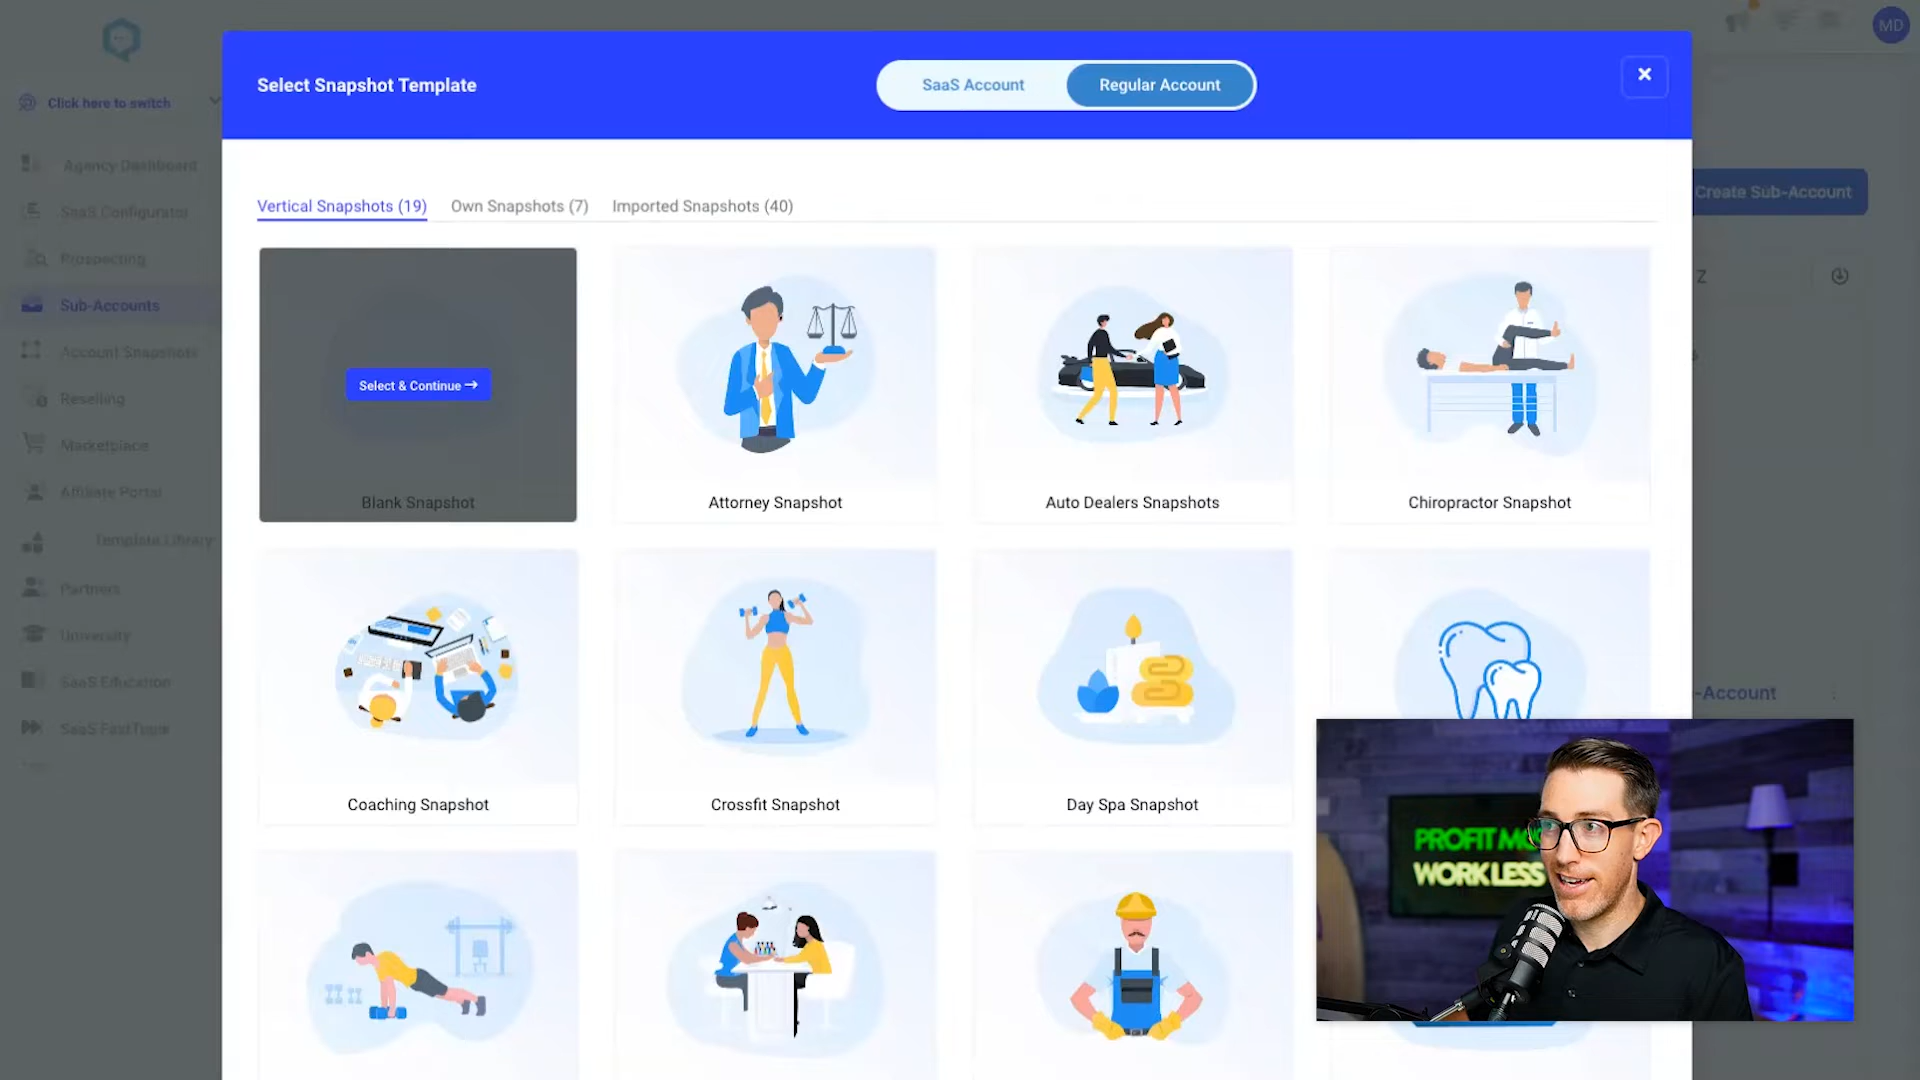 MD
Select Snapshot Template
SaaS Account
Regular Account
Click here to switch
Agency Dashboard
SaaS Configurator
Prospecting
Sub-Accounts
Account Snapshots
Reselling
Marketplace
Affiliate Portal
Template Library
Partners
University
SaaS Education
SaaS FastTrack
Vertical Snapshots (19)
Own Snapshots (7)
Imported Snapshots (40)
Create Sub-Account
Z
Select & Continue →
Blank Snapshot
Attorney Snapshot
Auto Dealers Snapshots
Chiropractor Snapshot
Coaching Snapshot
Crossfit Snapshot
Day Spa Snapshot
-Account
PROFIT MO
WORK LESS